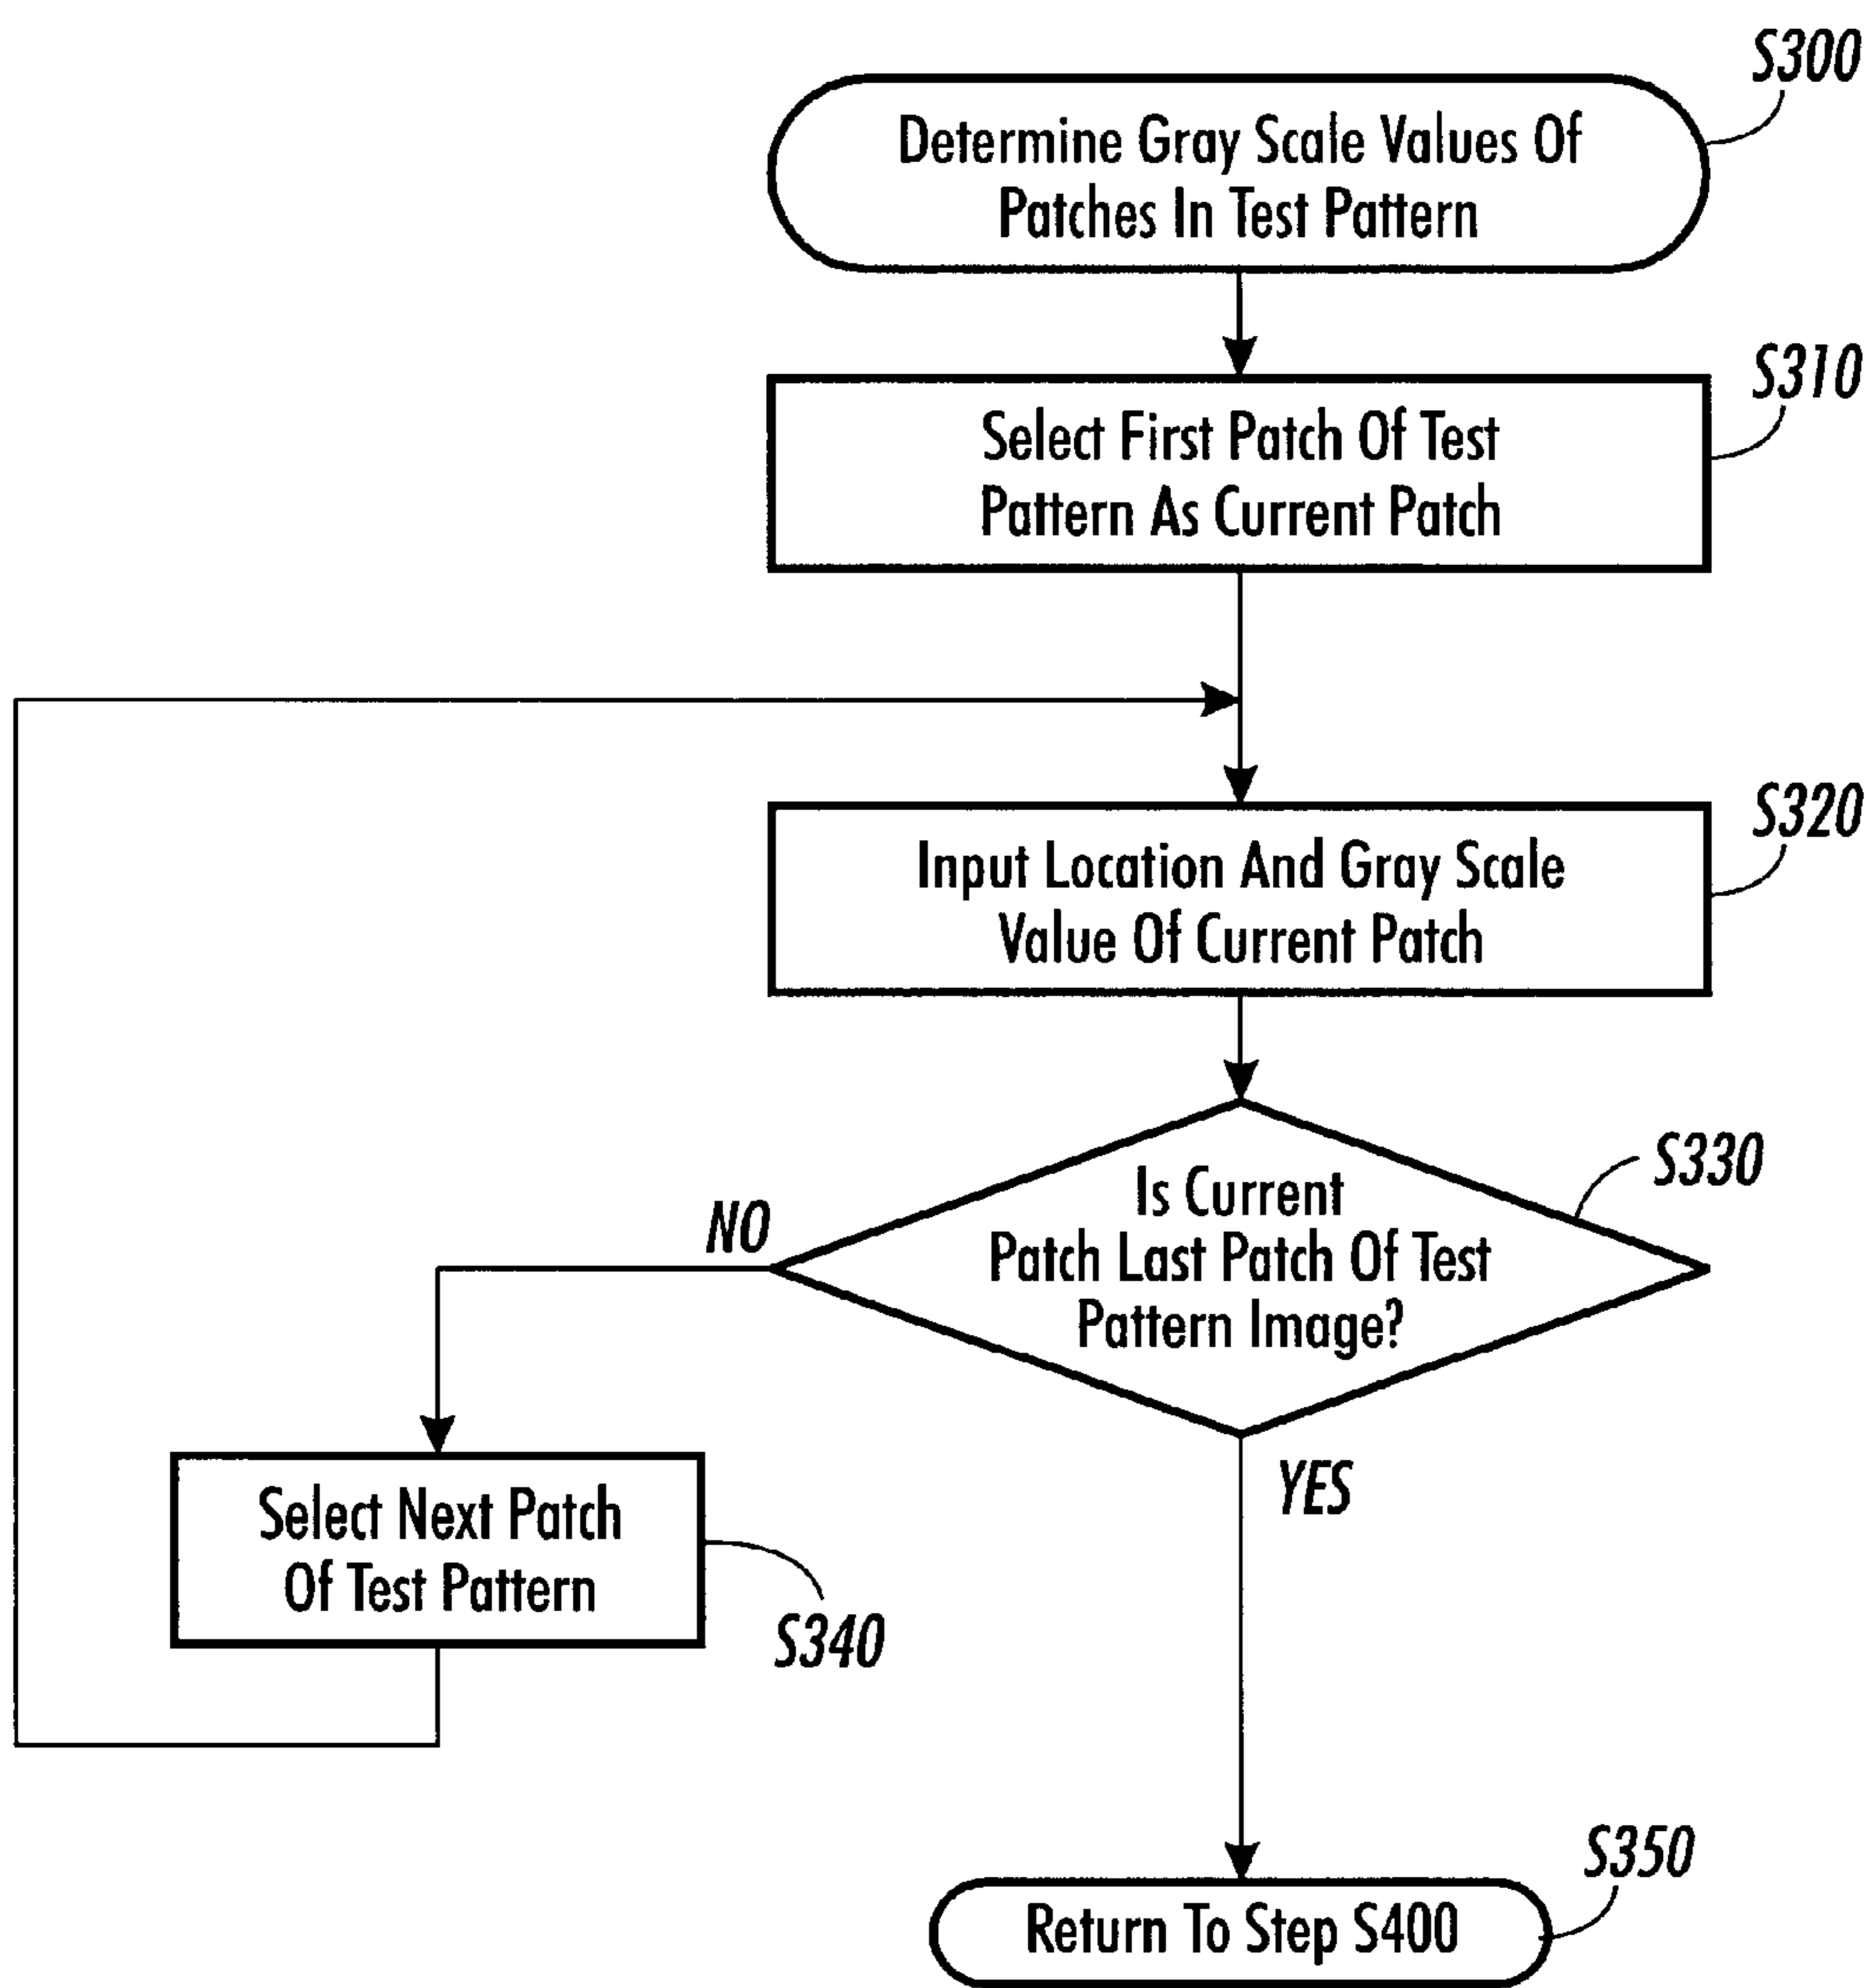 S300
Determine Gray Scale Values Of
Patches In Test Pattern
S310
Select First Patch Of Test
Pattern As Current Patch
S320
Input Location And Gray Scale
Value Of Current Patch
S330
Is Current
Patch Last Patch Of Test
Pattern Image?
NO
YES
Select Next Patch
Of Test Pattern
S340
S350
Return To Step S400